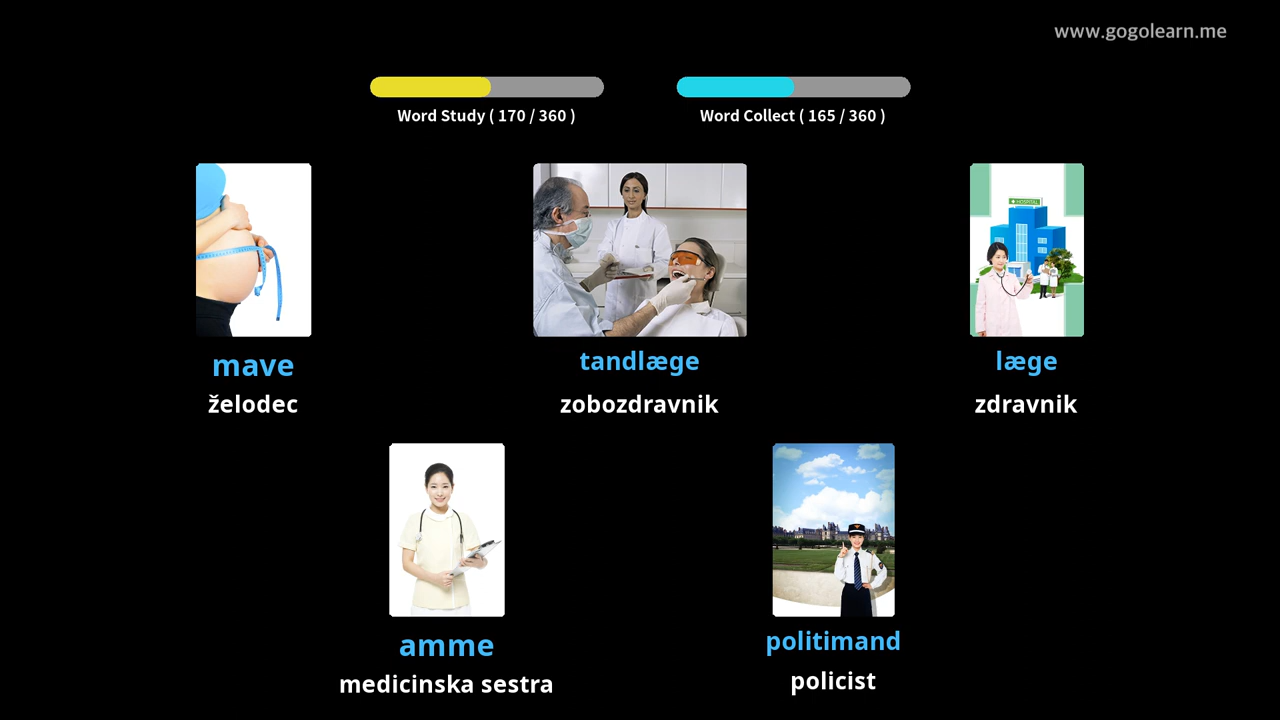 www.gogolearn.me
Word Study ( 170 / 360 )
Word Collect ( 165 / 360 )
HOSPITAL
mave
tandlæge
læge
želodec
zobozdravnik
zdravnik
amme
politimand
medicinska sestra
policist